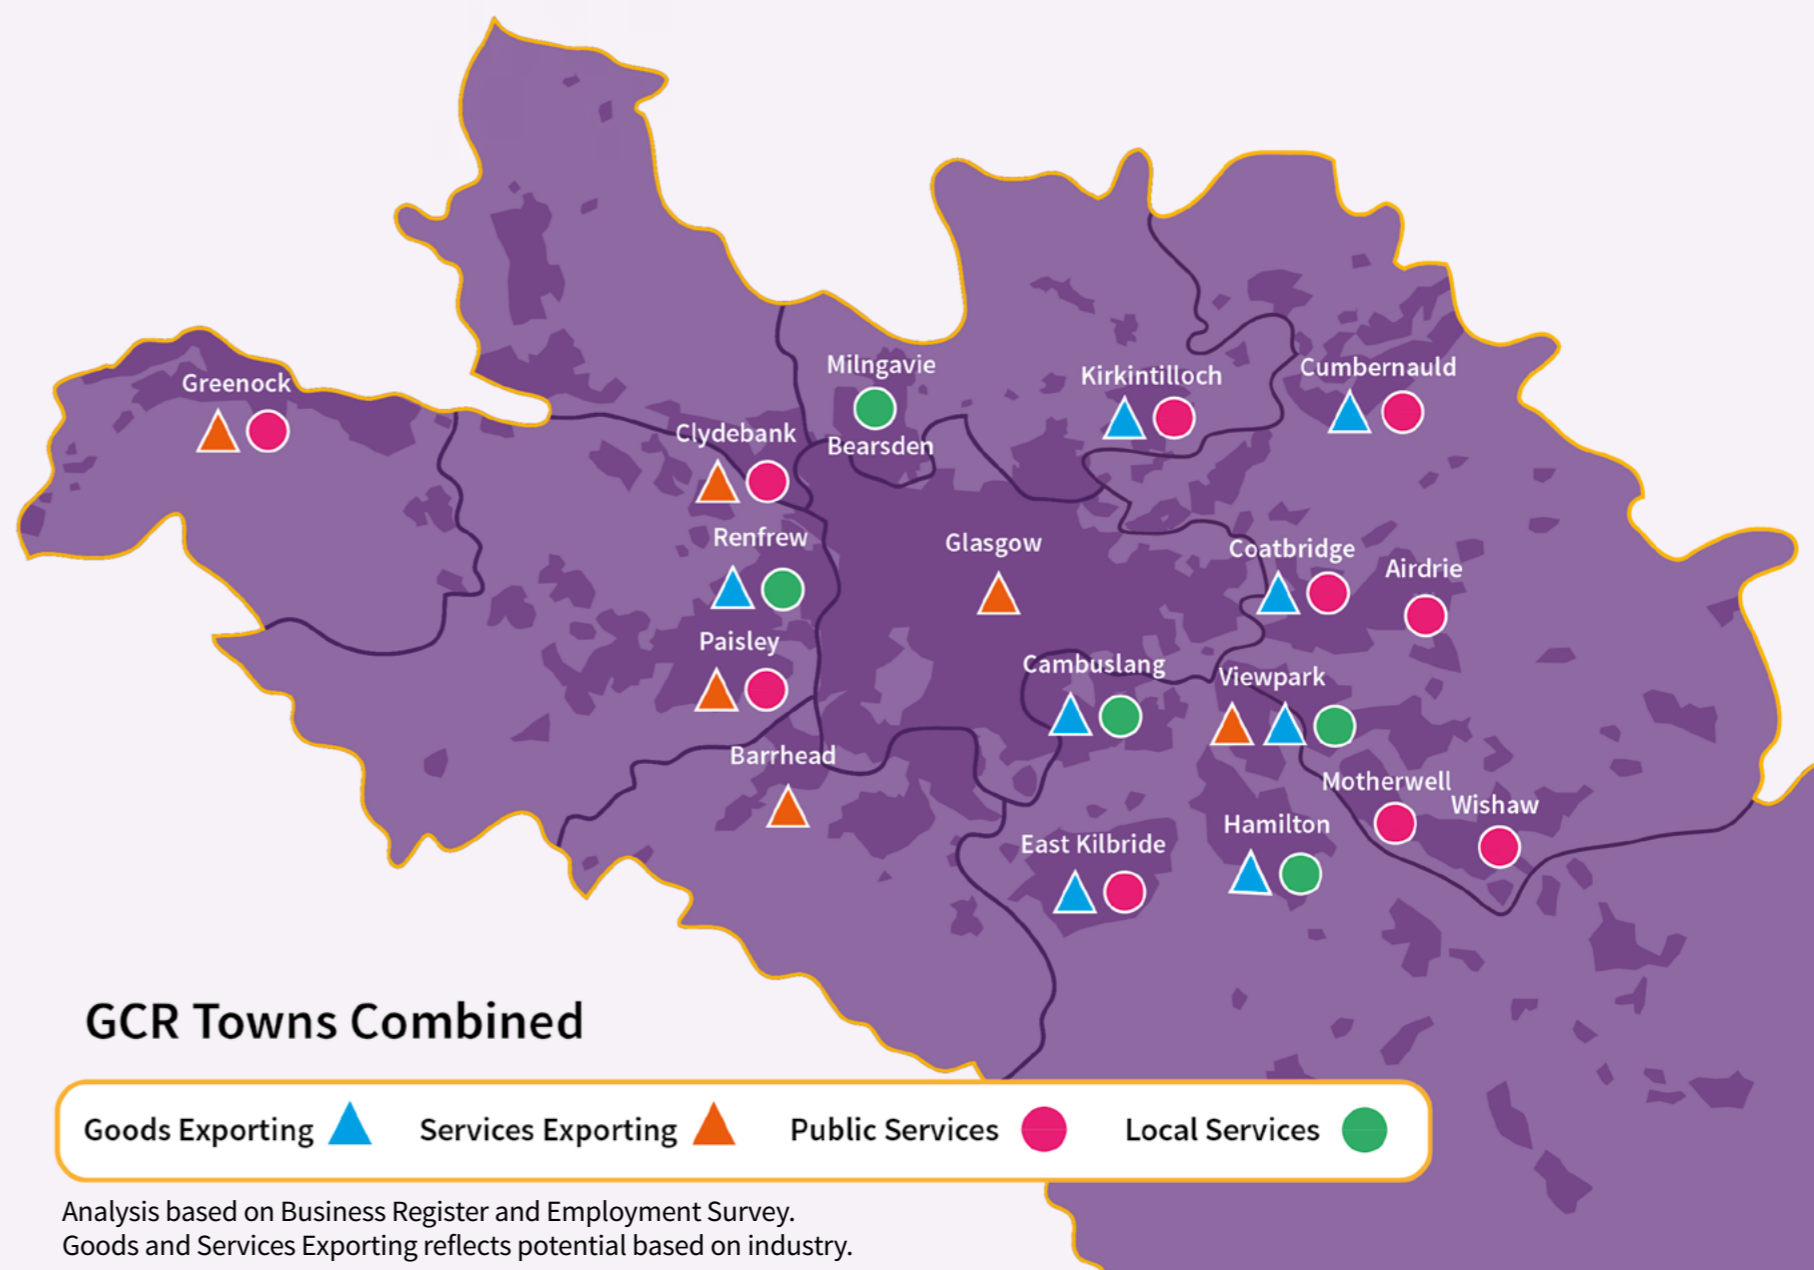 Milngavie
Kirkintilloch
Cumbernauld
Greenock
Clydebank
Bearsden
Renfrew
Glasgow
Coatbridge
Airdrie
Paisley
Cambuslang
Viewpark
Barrhead
Motherwell
Wishaw
Hamilton
East Kilbride
GCR Towns Combined
Goods Exporting Services Exporting Public Services Local Services
Analysis based on Business Register and Employment Survey.
Goods and Services Exporting reflects potential based on industry.